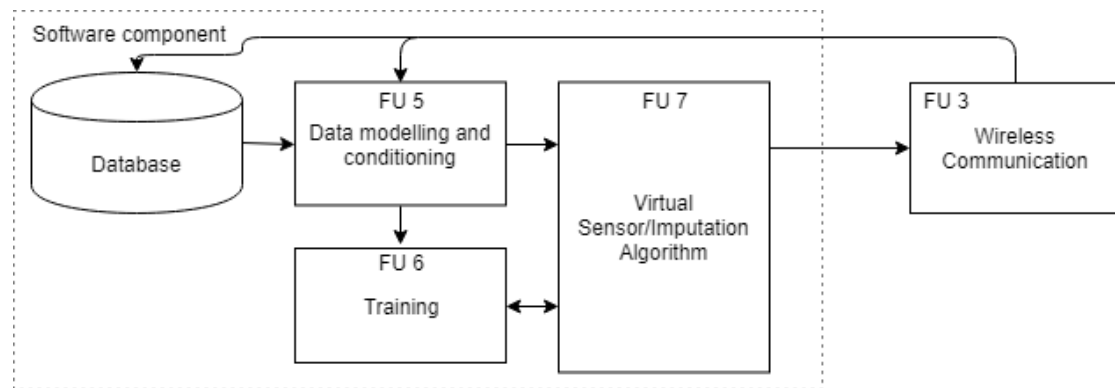 Software component
Database
FU 5
Data modelling and
conditioning
FU 6
Training
FU 7
Virtual
Sensor/Imputation
Algorithm
FU 3
Wireless
Communication